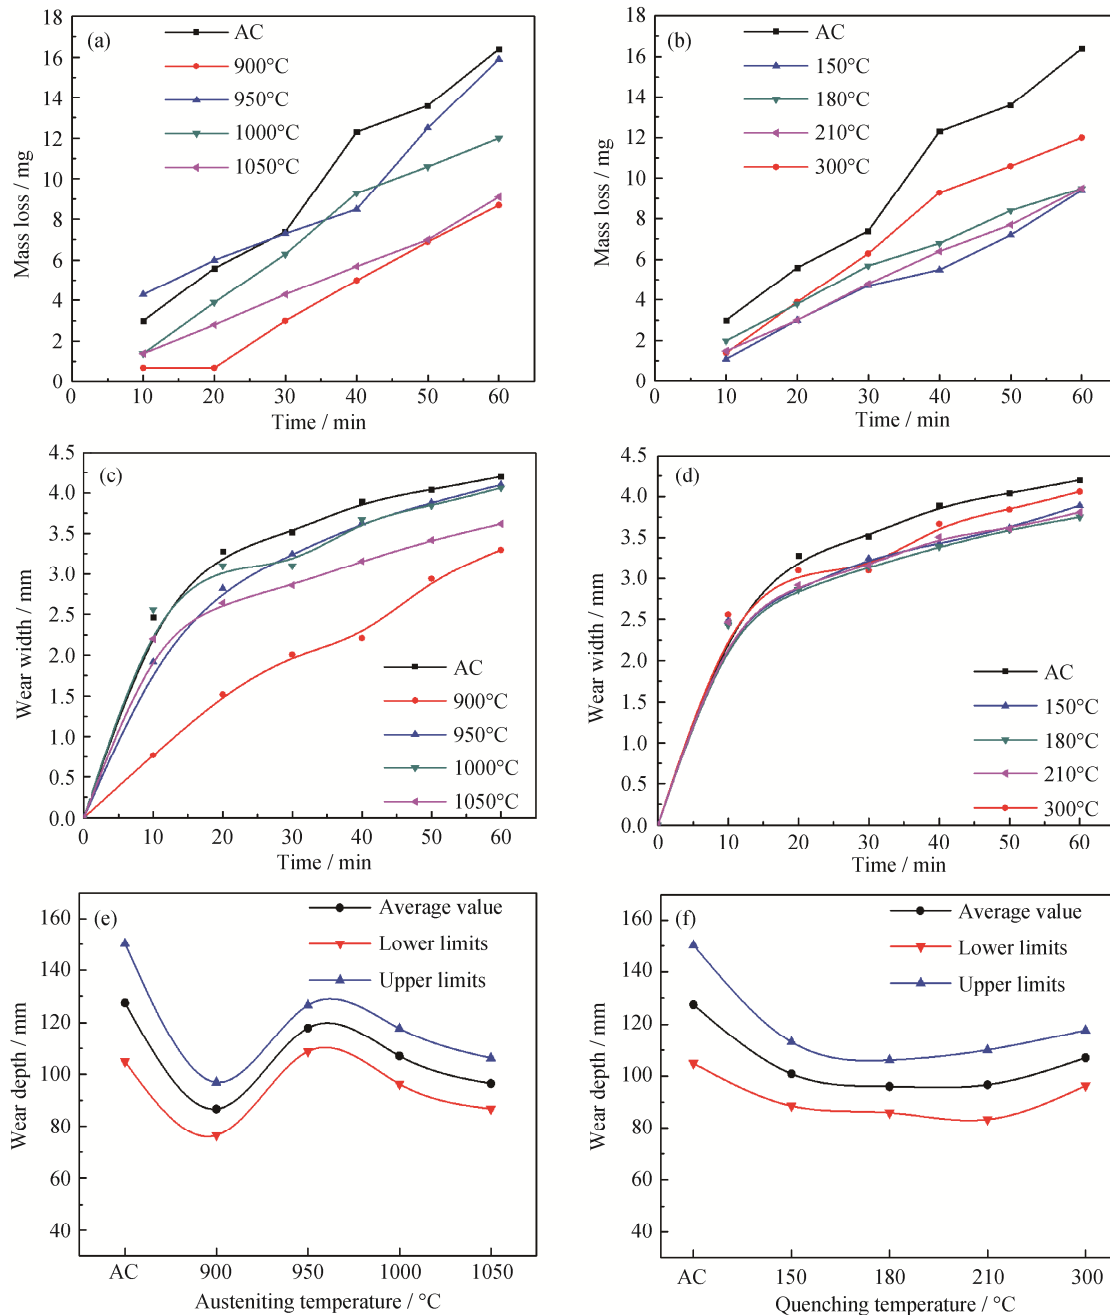 (a)
AC
900°C
950°C
1000°C
1050°C
18
16
14
12
10
8
6
4
2
0
Mass loss / mg
10 20 30 40 50 60
Time / min
(b)
AC
150°C
180°C
210°C
300°C
18
16
14
12
10
8
6
4
2
0
Mass loss / mg
10 20 30 40 50 60
Time / min
(c)
4.5
4.0
3.5
3.0
2.5
2.0
1.5
1.0
0.5
0.0
Wear width / mm
AC
900°C
950°C
1000°C
1050°C
0 10 20 30 40 50 60
Time / min
(d)
4.5
4.0
3.5
3.0
2.5
2.0
1.5
1.0
0.5
0.0
Wear width / mm
AC
150°C
180°C
210°C
300°C
0 10 20 30 40 50 60
Time / min
(e)
Average value
Lower limits
Upper limits
160
140
120
100
80
60
40
Wear depth / mm
AC 900 950 1000 1050
Austeniting temperature / °C
(f)
Average value
Lower limits
Upper limits
160
140
120
100
80
60
40
Wear depth / mm
AC 150 180 210 300
Quenching temperature / °C